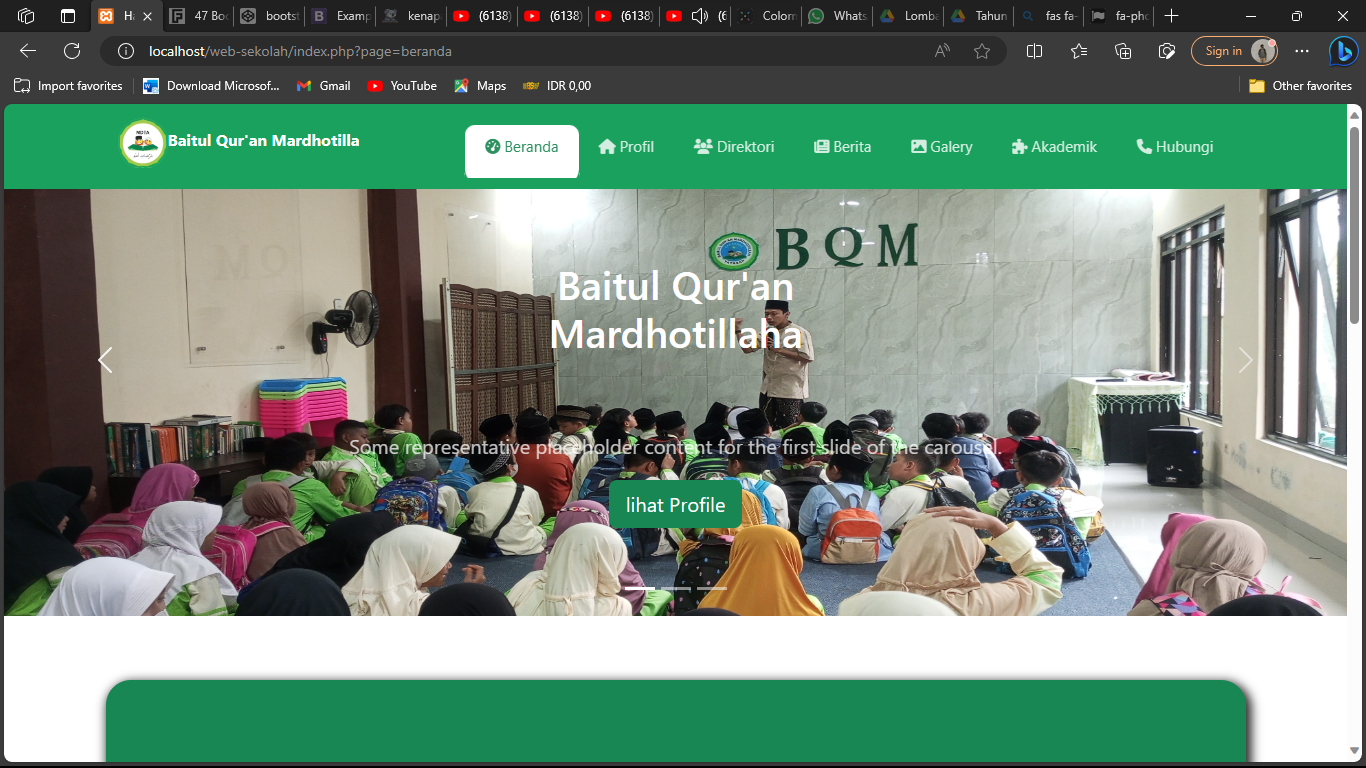 Ha
47 Boo
bootst
Examp
kenap
(6138)
(6138)
(6138)
(6
Colorn
Whats
Lomba
Tahun
fas fa-
fa-pho
localhost/web-sekolah/index.php?page=beranda
Sign in
Import favorites
Download Microsof...
Gmail
YouTube
Maps
IDR 0,00
Other favorites
Baitul Qur'an Mardhotilla
Beranda
Profil
Direktori
Berita
Galery
Akademik
Hubungi
BQM
Baitul Qur'an
Mardhotillaha
Some representative placeholder content for the first slide of the carousel.
lihat Profile